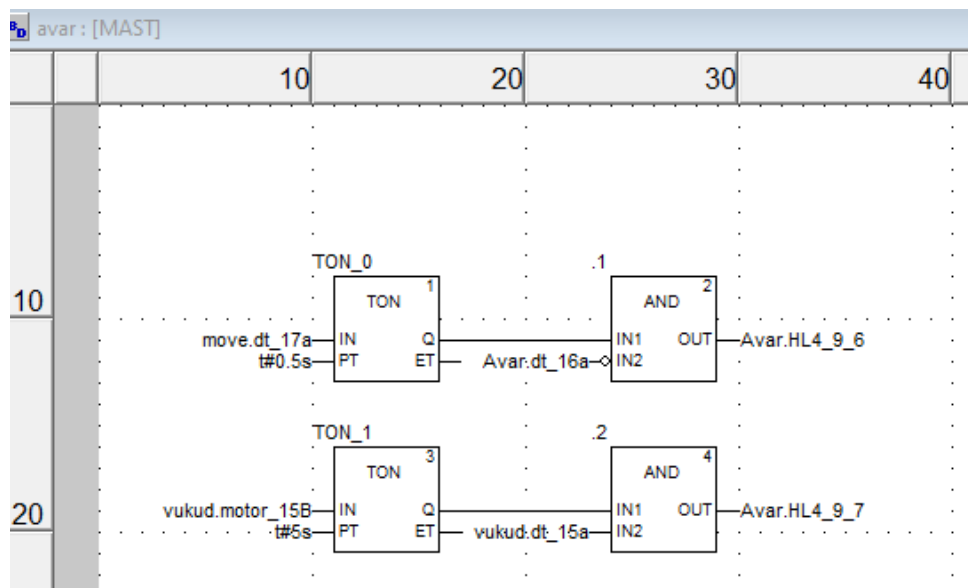 avar : [MAST]
10 20 30 40
TON_0 .1
1 2
10 TON AND
move.dt_17a IN Q IN1 OUT Avar.HL4_9_6
t#0.5s PT ET Avar.dt_16a IN2
TON_1 .2
3 4
TON AND
20 vukud.motor_15B IN Q IN1 OUT Avar.HL4_9_7
t#5s PT ET vukud.dt_15a IN2